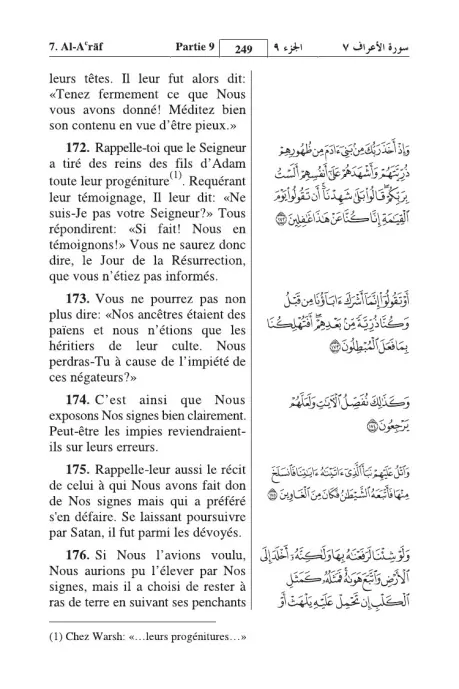 7. Al-Aᶜrāf Partie 9 249 الجزء ٩ سورة الأعراف ٧
leurs têtes. Il leur fut alors dit:
«Tenez fermement ce que Nous
vous avons donné! Méditez bien
son contenu en vue d’être pieux.»
172. Rappelle-toi que le Seigneur
a tiré des reins des fils d’Adam
toute leur progéniture(1). Requérant
leur témoignage, Il leur dit: «Ne
suis-Je pas votre Seigneur?» Tous
répondirent: «Si fait! Nous en
témoignons!» Vous ne saurez donc
dire, le Jour de la Résurrection,
que vous n’étiez pas informés.
وَإِذْ أَخَذَ رَبُّكَ مِنۢ بَنِىٓ ءَادَمَ مِن ظُهُورِهِمْ
ذُرِّيَّتَهُمْ وَأَشْهَدَهُمْ عَلَىٰٓ أَنفُسِهِمْ أَلَسْتُ
بِرَبِّكُمْ ۖ قَالُوا۟ بَلَىٰ ۛ شَهِدْنَآ ۛ أَن تَقُولُوا۟ يَوْمَ
ٱلْقِيَٰمَةِ إِنَّا كُنَّا عَنْ هَٰذَا غَٰفِلِينَ ١٧٢
173. Vous ne pourrez pas non
plus dire: «Nos ancêtres étaient des
païens et nous n’étions que les
héritiers de leur culte. Nous
perdras-Tu à cause de l’impiété de
ces négateurs?»
أَوْ تَقُولُوٓا۟ إِنَّمَآ أَشْرَكَ ءَابَآؤُنَا مِن قَبْلُ
وَكُنَّا ذُرِّيَّةً مِّنۢ بَعْدِهِمْ ۖ أَفَتُهْلِكُنَا
بِمَا فَعَلَ ٱلْمُبْطِلُونَ ١٧٣
174. C’est ainsi que Nous
exposons Nos signes bien clairement.
Peut-être les impies reviendraient-
ils sur leurs erreurs.
وَكَذَٰلِكَ نُفَصِّلُ ٱلْءَايَٰتِ وَلَعَلَّهُمْ
يَرْجِعُونَ ١٧٤
175. Rappelle-leur aussi le récit
de celui à qui Nous avons fait don
de Nos signes mais qui a préféré
s'en défaire. Se laissant poursuivre
par Satan, il fut parmi les dévoyés.
وَٱتْلُ عَلَيْهِمْ نَبَأَ ٱلَّذِىٓ ءَاتَيْنَٰهُ ءَايَٰتِنَا فَٱنسَلَخَ
مِنْهَا فَأَتْبَعَهُ ٱلشَّيْطَٰنُ فَكَانَ مِنَ ٱلْغَاوِينَ ١٧٥
176. Si Nous l’avions voulu,
Nous aurions pu l’élever par Nos
signes, mais il a choisi de rester à
ras de terre en suivant ses penchants
وَلَوْ شِئْنَا لَرَفَعْنَٰهُ بِهَا وَلَٰكِنَّهُۥٓ أَخْلَدَ إِلَى
ٱلْأَرْضِ وَٱتَّبَعَ هَوَىٰهُ ۚ فَمَثَلُهُۥ كَمَثَلِ
ٱلْكَلْبِ إِن تَحْمِلْ عَلَيْهِ يَلْهَثْ أَوْ
(1) Chez Warsh: «…leurs progénitures…»